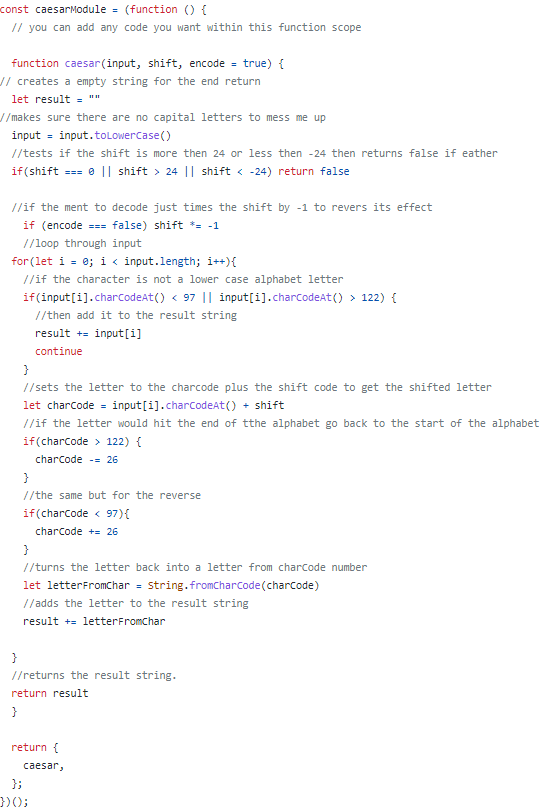 const caesarModule = (function () {
  // you can add any code you want within this function scope

  function caesar(input, shift, encode = true) {
// creates a empty string for the end return
  let result = ""
//makes sure there are no capital letters to mess me up
  input = input.toLowerCase()
  //tests if the shift is more then 24 or less then -24 then returns false if eather
  if(shift === 0 || shift > 24 || shift < -24) return false

  //if the ment to decode just times the shift by -1 to revers its effect
    if (encode === false) shift *= -1
    //loop through input
  for(let i = 0; i < input.length; i++){
    //if the character is not a lower case alphabet letter
    if(input[i].charCodeAt() < 97 || input[i].charCodeAt() > 122) {
      //then add it to the result string
      result += input[i]
      continue
    }
    //sets the letter to the charcode plus the shift code to get the shifted letter
    let charCode = input[i].charCodeAt() + shift
    //if the letter would hit the end of tthe alphabet go back to the start of the alphabet
    if(charCode > 122) {
      charCode -= 26
    }
    //the same but for the reverse
    if(charCode < 97){
      charCode += 26
    }
    //turns the letter back into a letter from charCode number
    let letterFromChar = String.fromCharCode(charCode)
    //adds the letter to the result string
    result += letterFromChar

  }
  //returns the result string.
  return result
  }

  return {
    caesar,
  };
})();